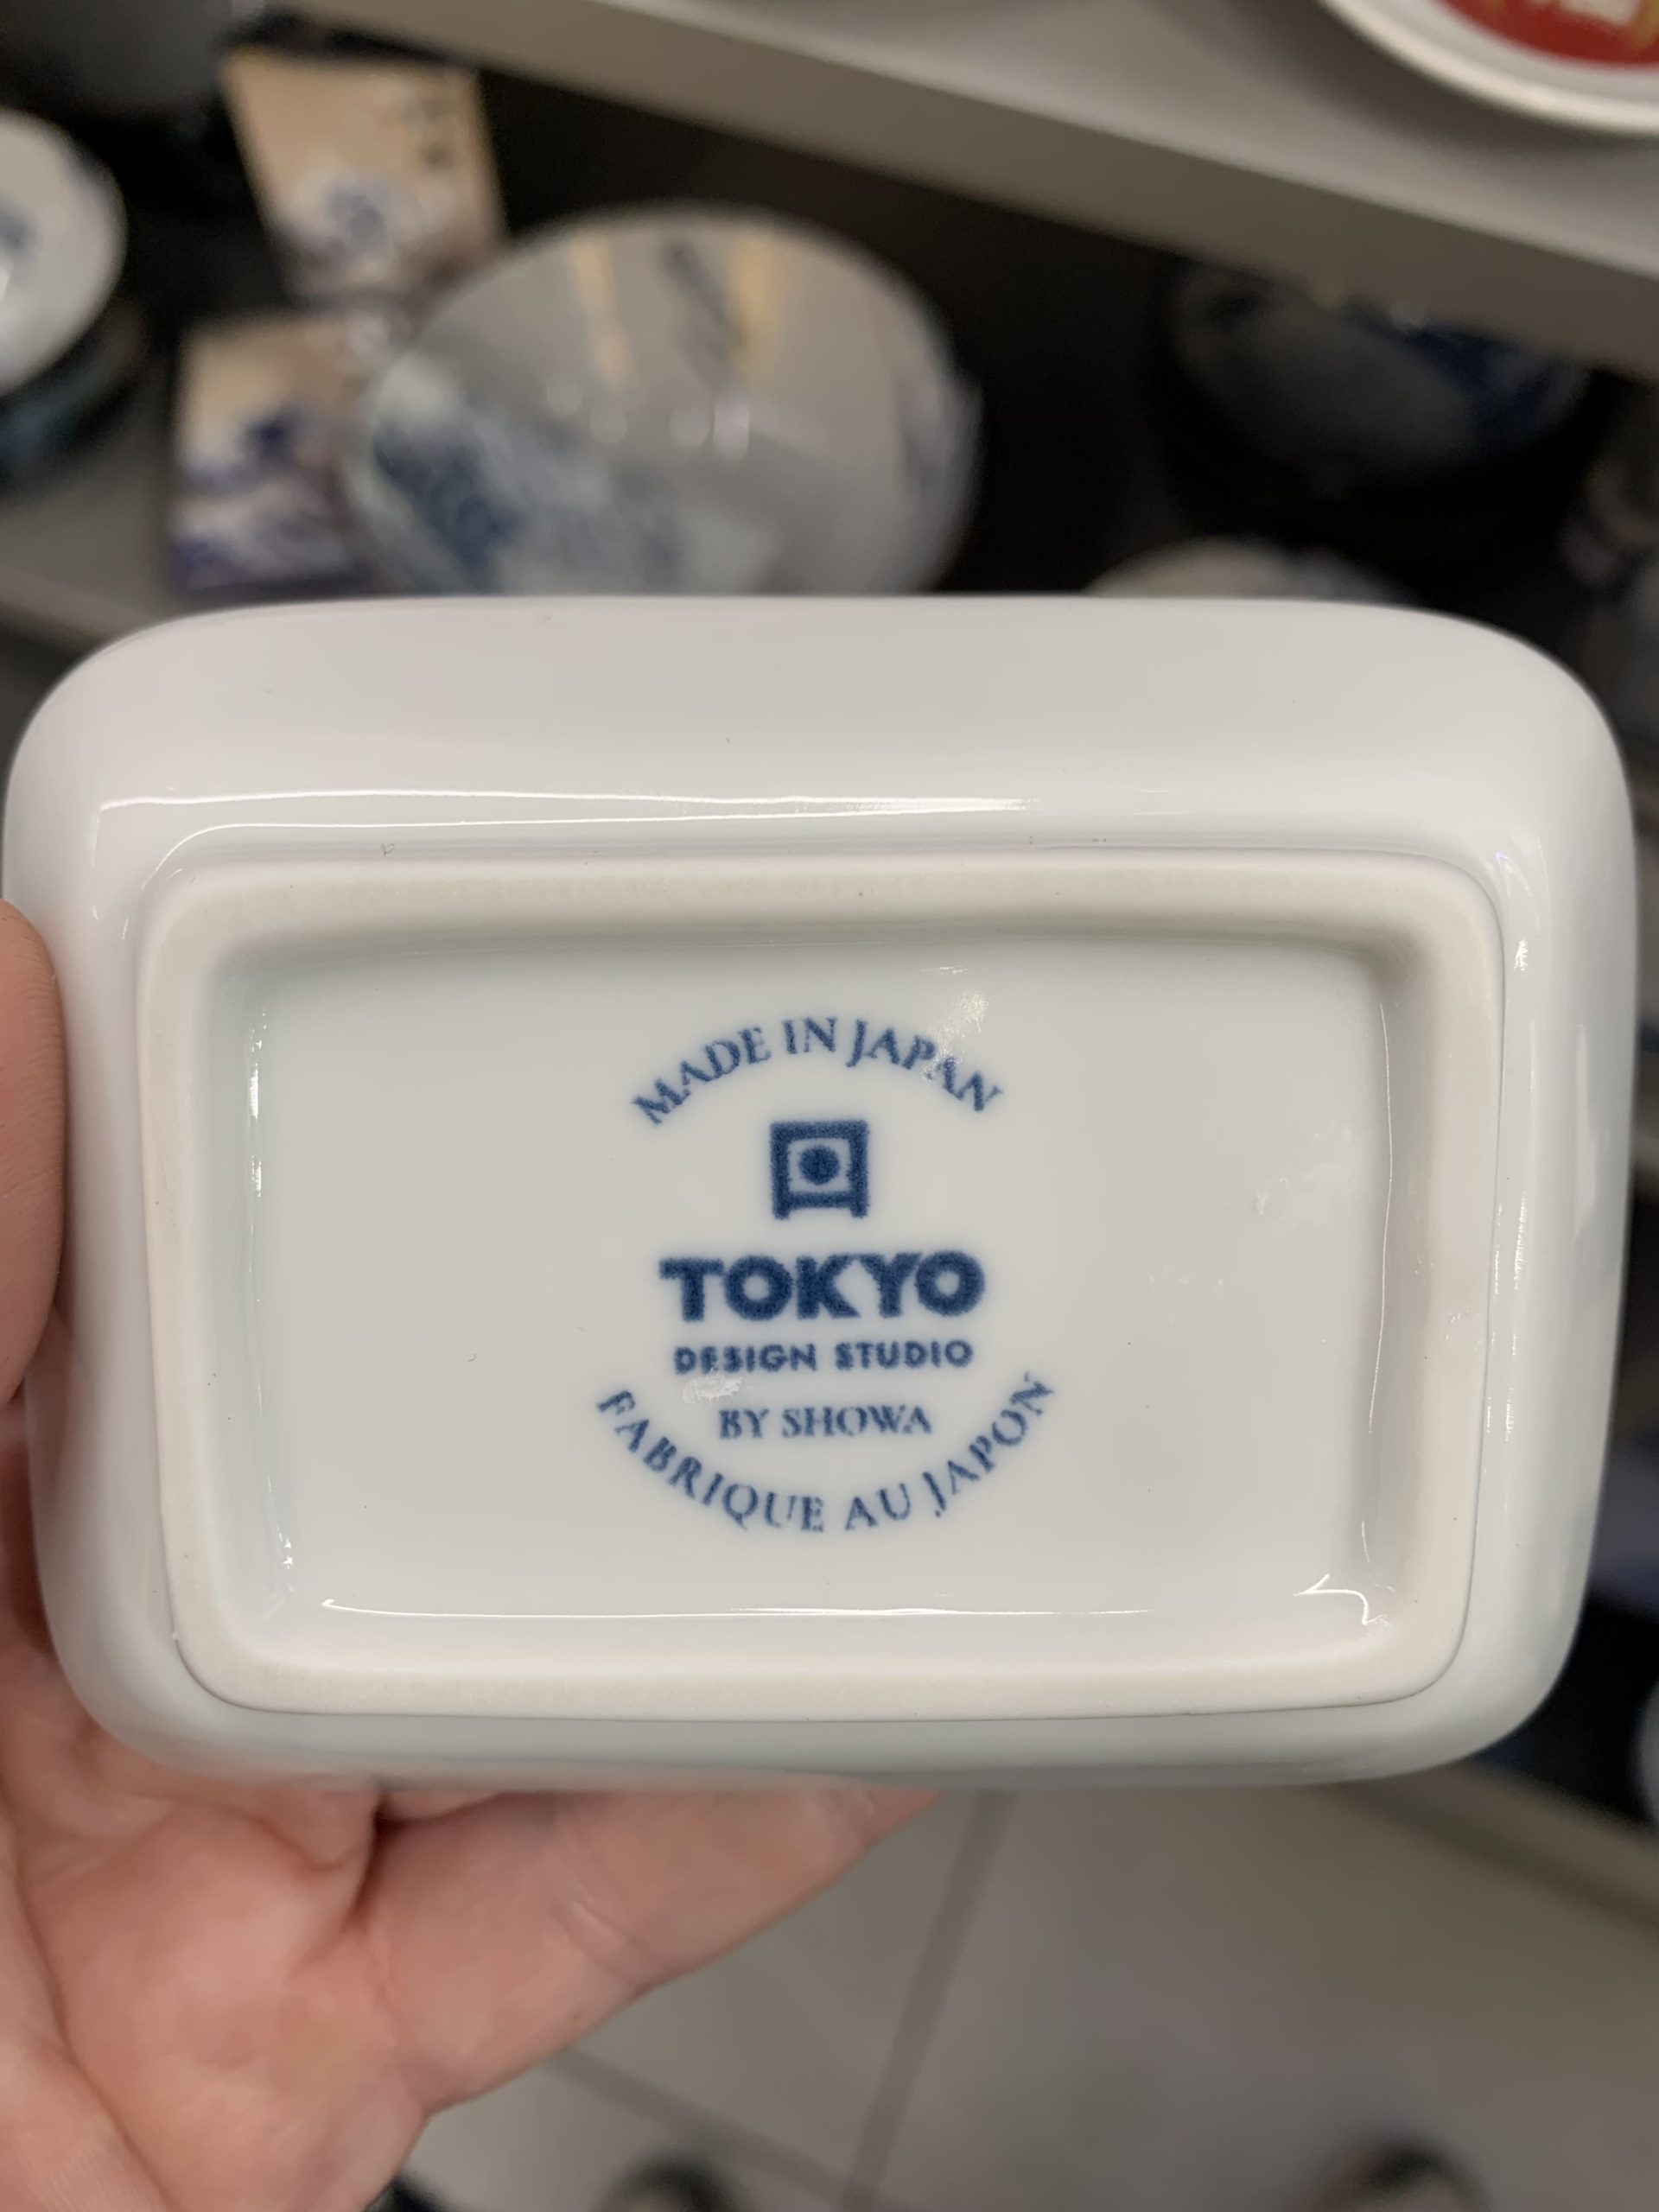 MADE IN JAPAN
TOKYO
DESIGN STUDIO
BY SHOWA
FABRIQUE AU JAPON